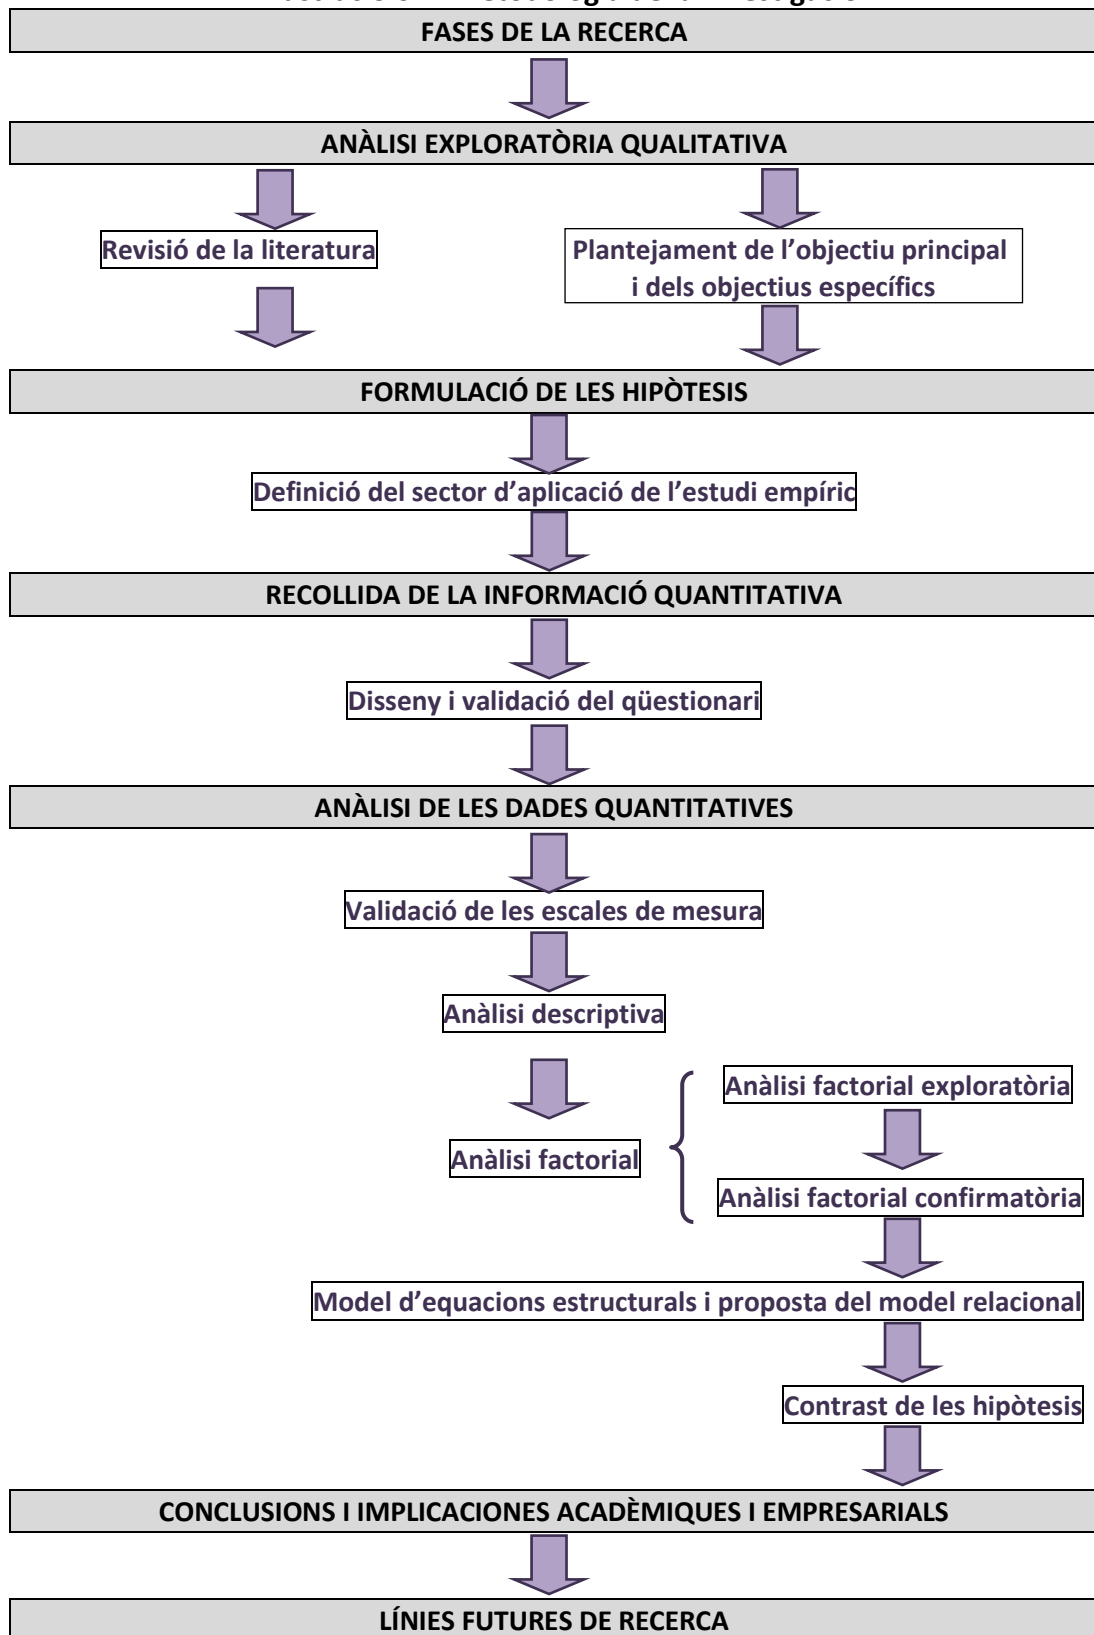 FASES DE LA RECERCA
ANÀLISI EXPLORATÒRIA QUALITATIVA
Revisió de la literatura
Plantejament de l’objectiu principal
i dels objectius específics
FORMULACIÓ DE LES HIPÒTESIS
Definició del sector d’aplicació de l’estudi empíric
RECOLLIDA DE LA INFORMACIÓ QUANTITATIVA
Disseny i validació del qüestionari
ANÀLISI DE LES DADES QUANTITATIVES
Validació de les escales de mesura
Anàlisi descriptiva
Anàlisi factorial exploratòria
Anàlisi factorial
Anàlisi factorial confirmatòria
Model d’equacions estructurals i proposta del model relacional
Contrast de les hipòtesis
CONCLUSIONS I IMPLICACIONES ACADÈMIQUES I EMPRESARIALS
LÍNIES FUTURES DE RECERCA